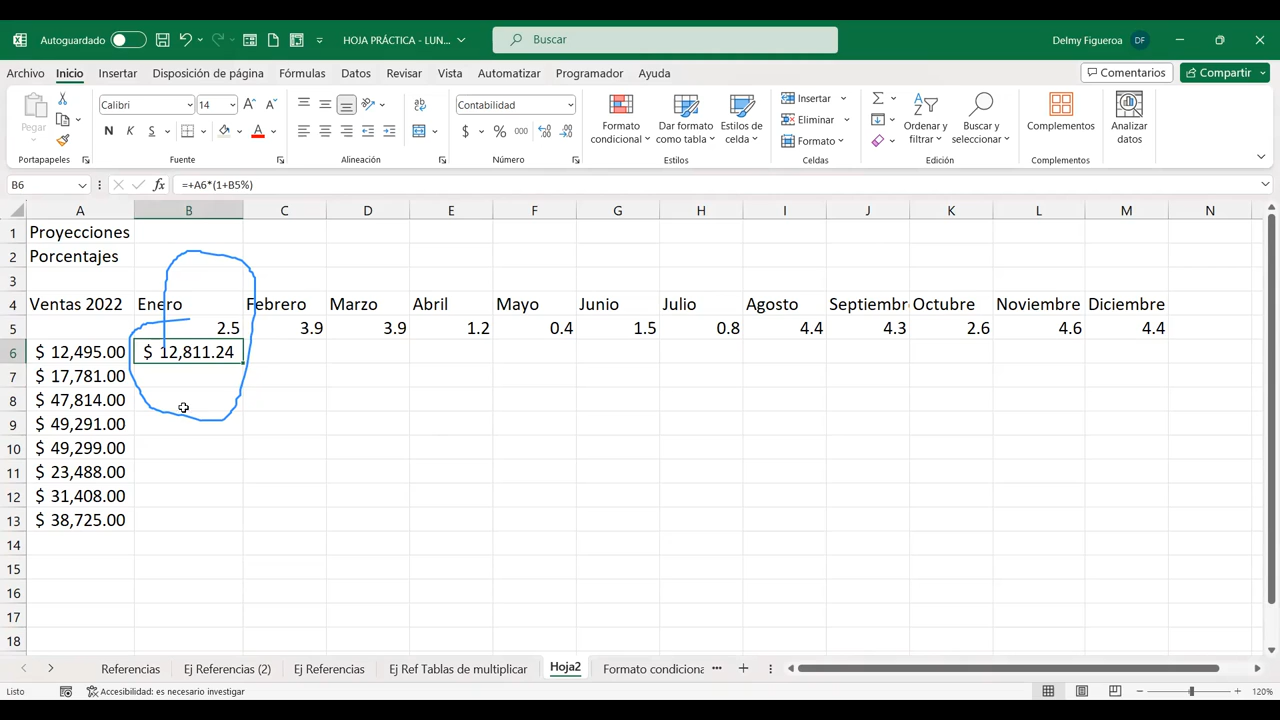 Autoguardado HOJA PRÁCTICA - LUN... Buscar Delmy Figueroa DF
Archivo Inicio Insertar Disposición de página Fórmulas Datos Revisar Vista Automatizar Programador Ayuda Comentarios Compartir
Pegar Calibri 14 Contabilidad Formato condicional Dar formato como tabla Estilos de celda Insertar Eliminar Formato Ordenar y filtrar Buscar y seleccionar Complementos Analizar datos
N K S $ % 000
Portapapeles Fuente Alineación Número Estilos Celdas Edición Complementos
B6 fx =+A6*(1+B5%)
A B C D E F G H I J K L M N
1 Proyecciones
2 Porcentajes
3
4 Ventas 2022 Enero Febrero Marzo Abril Mayo Junio Julio Agosto Septiembr Octubre Noviembre Diciembre
5 2.5 3.9 3.9 1.2 0.4 1.5 0.8 4.4 4.3 2.6 4.6 4.4
6 $ 12,495.00 $ 12,811.24
7 $ 17,781.00
8 $ 47,814.00
9 $ 49,291.00
10 $ 49,299.00
11 $ 23,488.00
12 $ 31,408.00
13 $ 38,725.00
14
15
16
17
18
Referencias Ej Referencias (2) Ej Referencias Ej Ref Tablas de multiplicar Hoja2 Formato condiciona ...
Listo Accesibilidad: es necesario investigar 120%